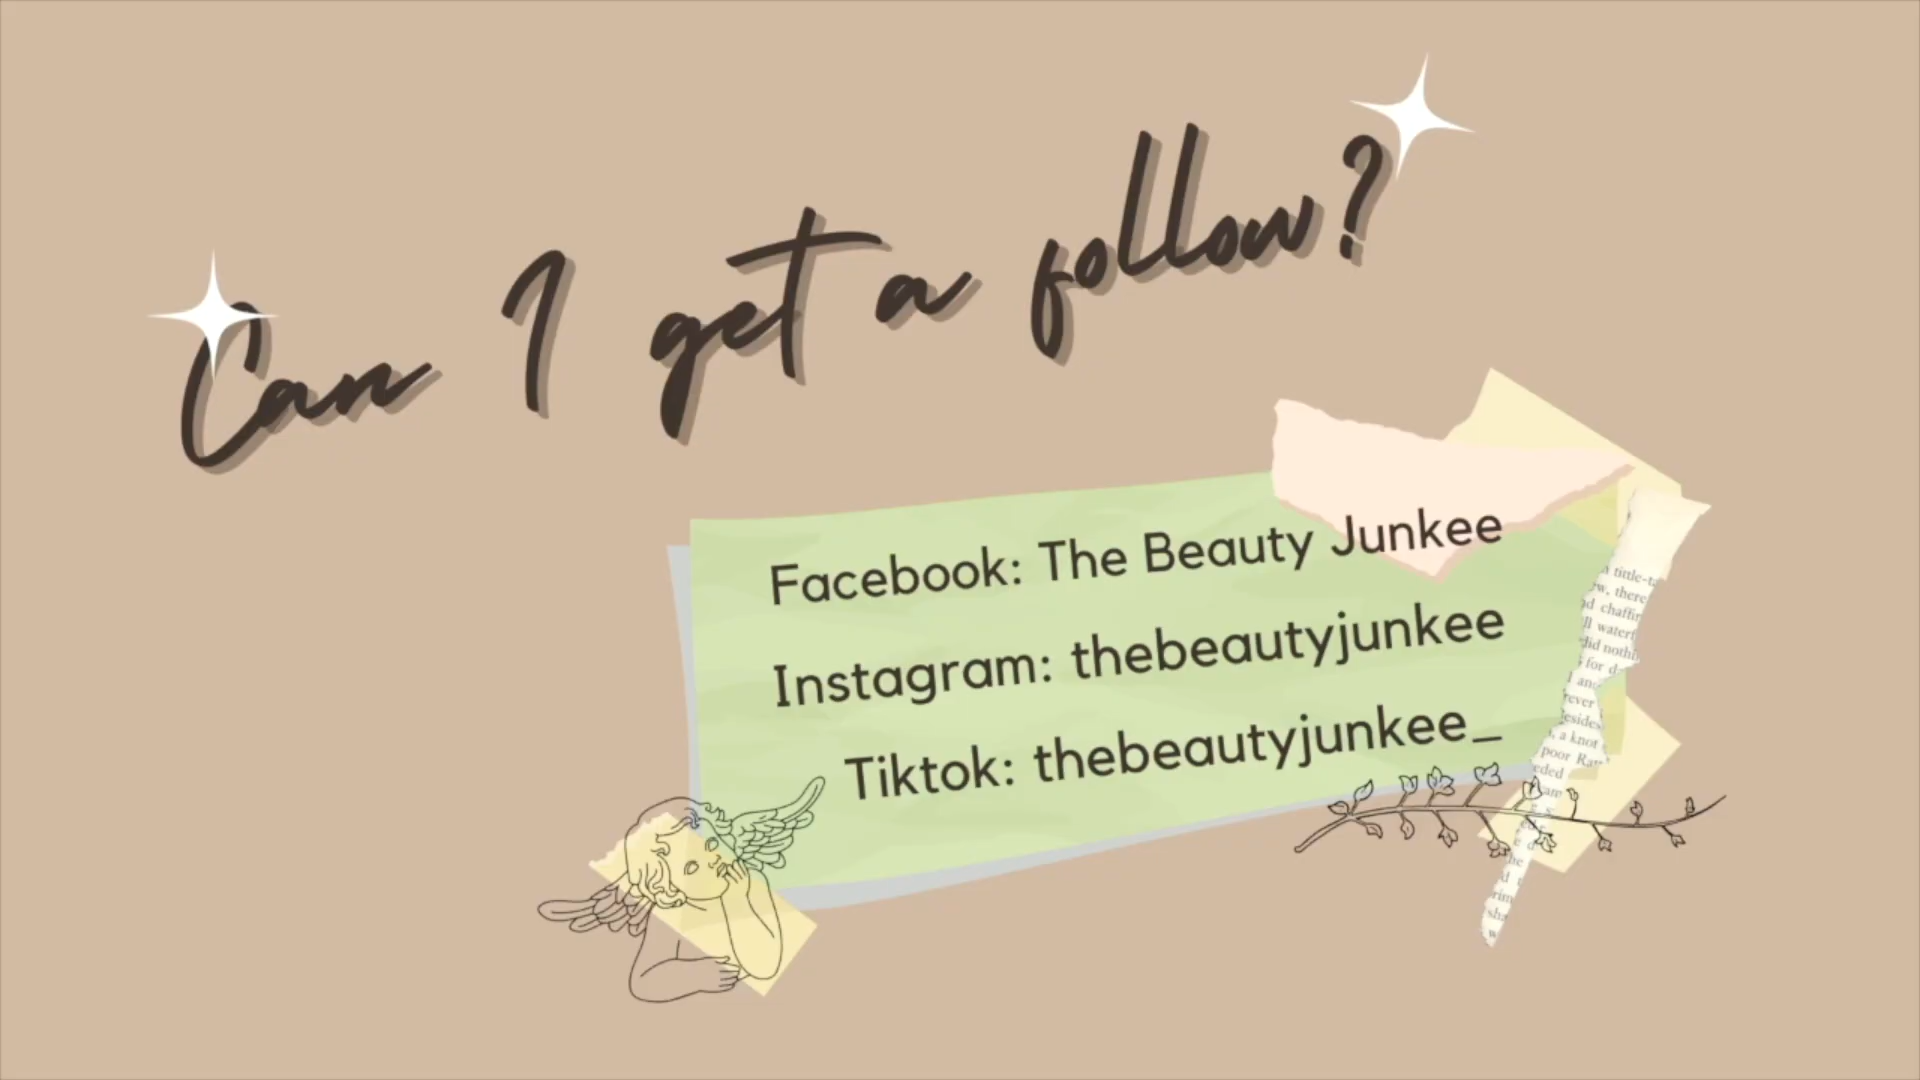 Can I get a follow?
Facebook: The Beauty Junkee
Instagram: thebeautyjunkee
Tiktok: thebeautyjunkee_